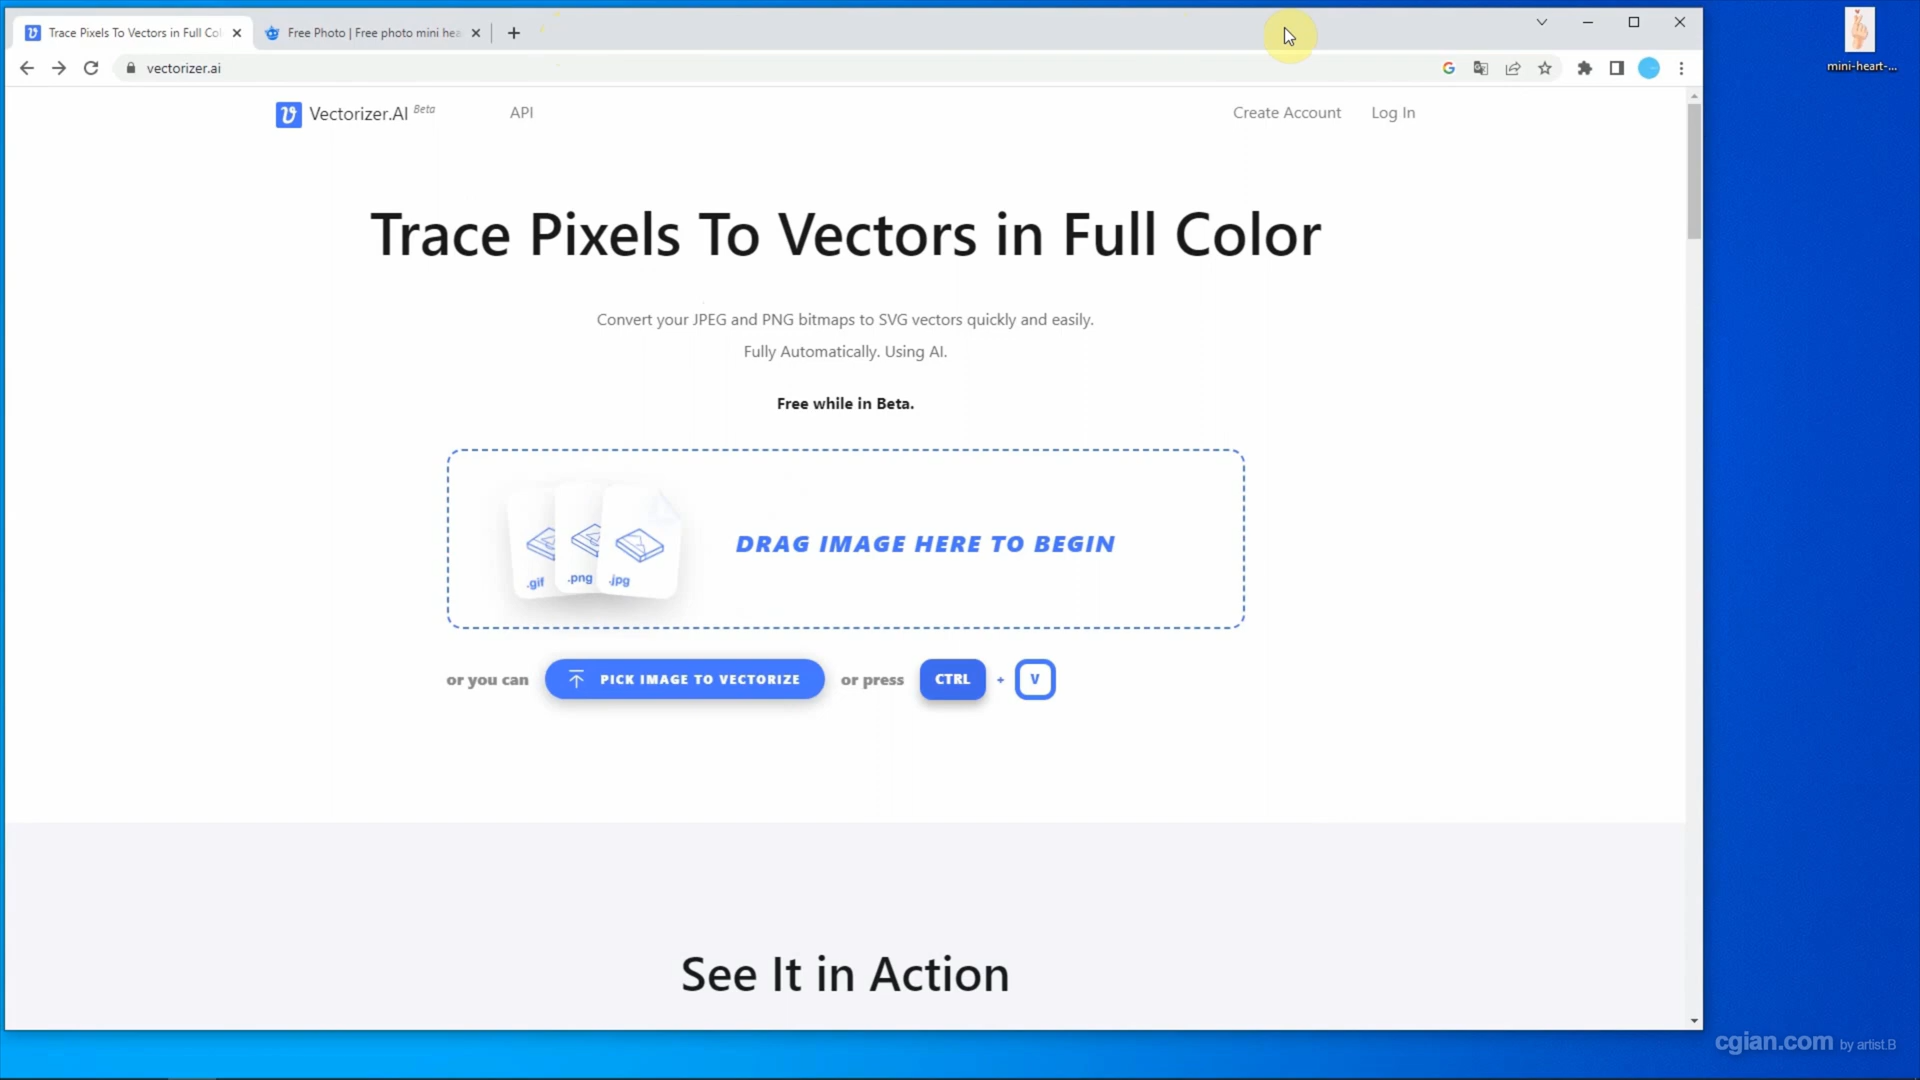 Trace Pixels To Vectors in Full Col
Free Photo | Free photo mini hea
vectorizer.ai
mini-heart-...
Vectorizer.AI Beta
API
Create Account
Log In
Trace Pixels To Vectors in Full Color
Convert your JPEG and PNG bitmaps to SVG vectors quickly and easily.
Fully Automatically. Using AI.
Free while in Beta.
.gif .png .jpg
DRAG IMAGE HERE TO BEGIN
or you can PICK IMAGE TO VECTORIZE or press CTRL + V
See It in Action
cgian.com by artist.B